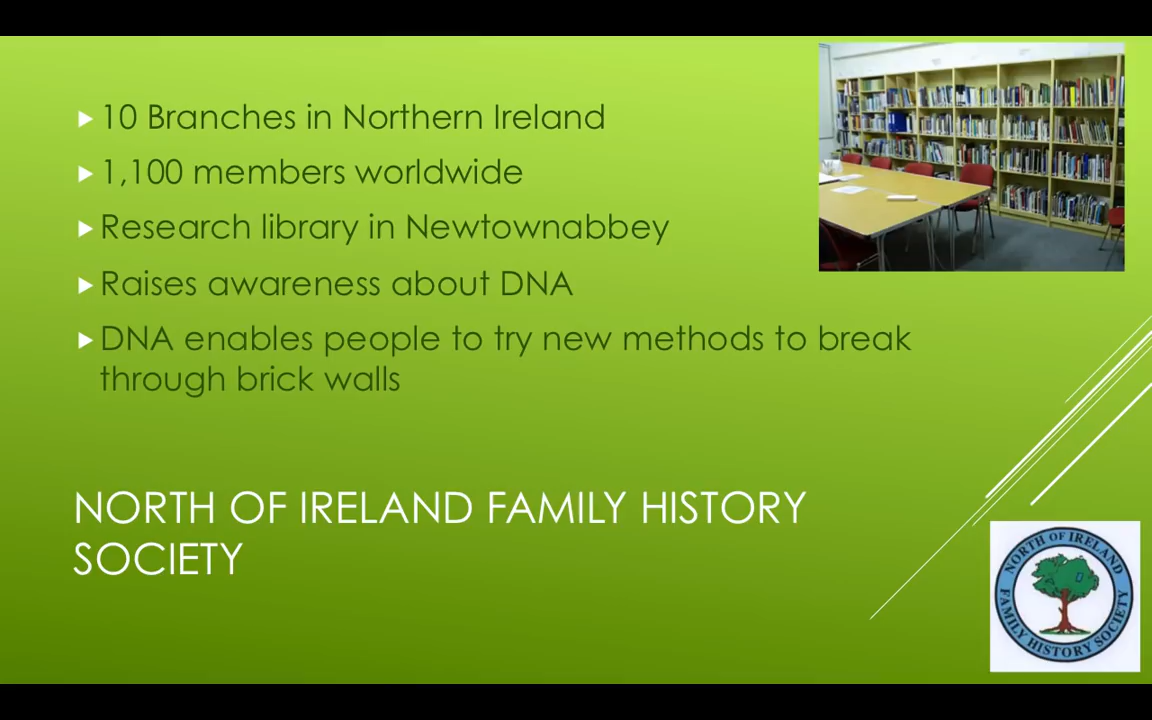 10 Branches in Northern Ireland
1,100 members worldwide
Research library in Newtownabbey
Raises awareness about DNA
DNA enables people to try new methods to break
through brick walls
NORTH OF IRELAND FAMILY HISTORY
SOCIETY
NORTH OF IRELAND
FAMILY HISTORY SOCIETY